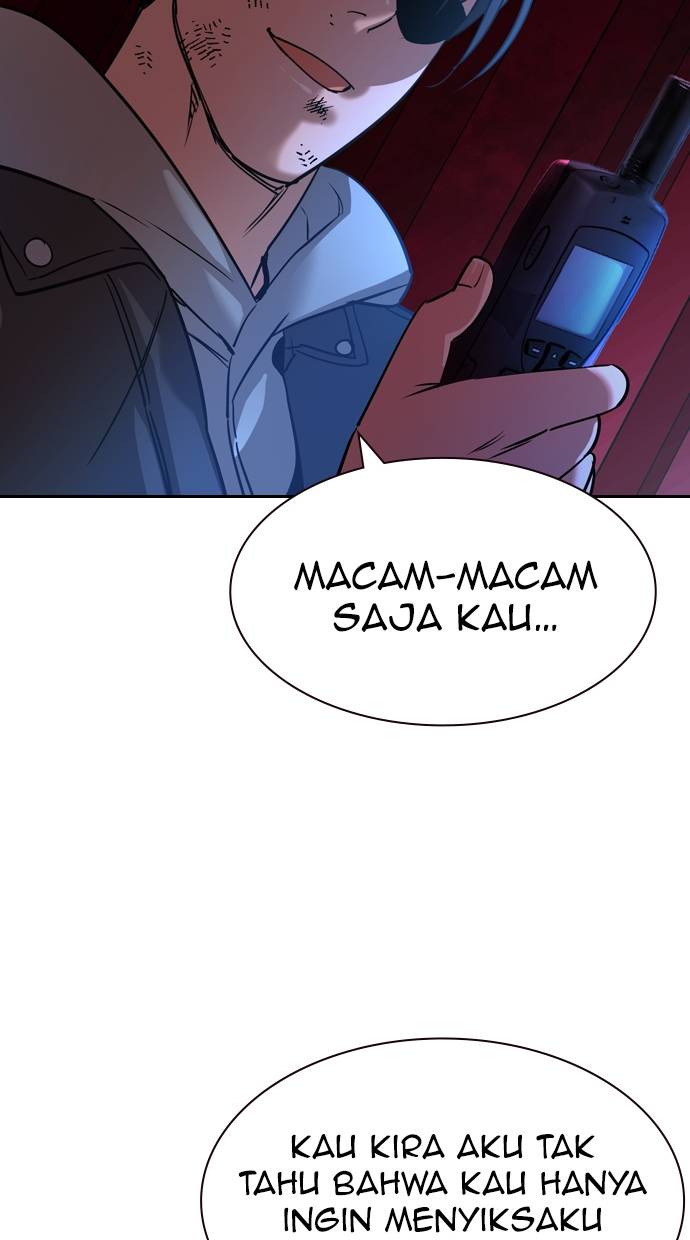 MACAM-MACAM
SAJA KAU...
KAU KIRA AKU TAK
TAHU BAHWA KAU HANYA
INGIN MENYIKSAKU